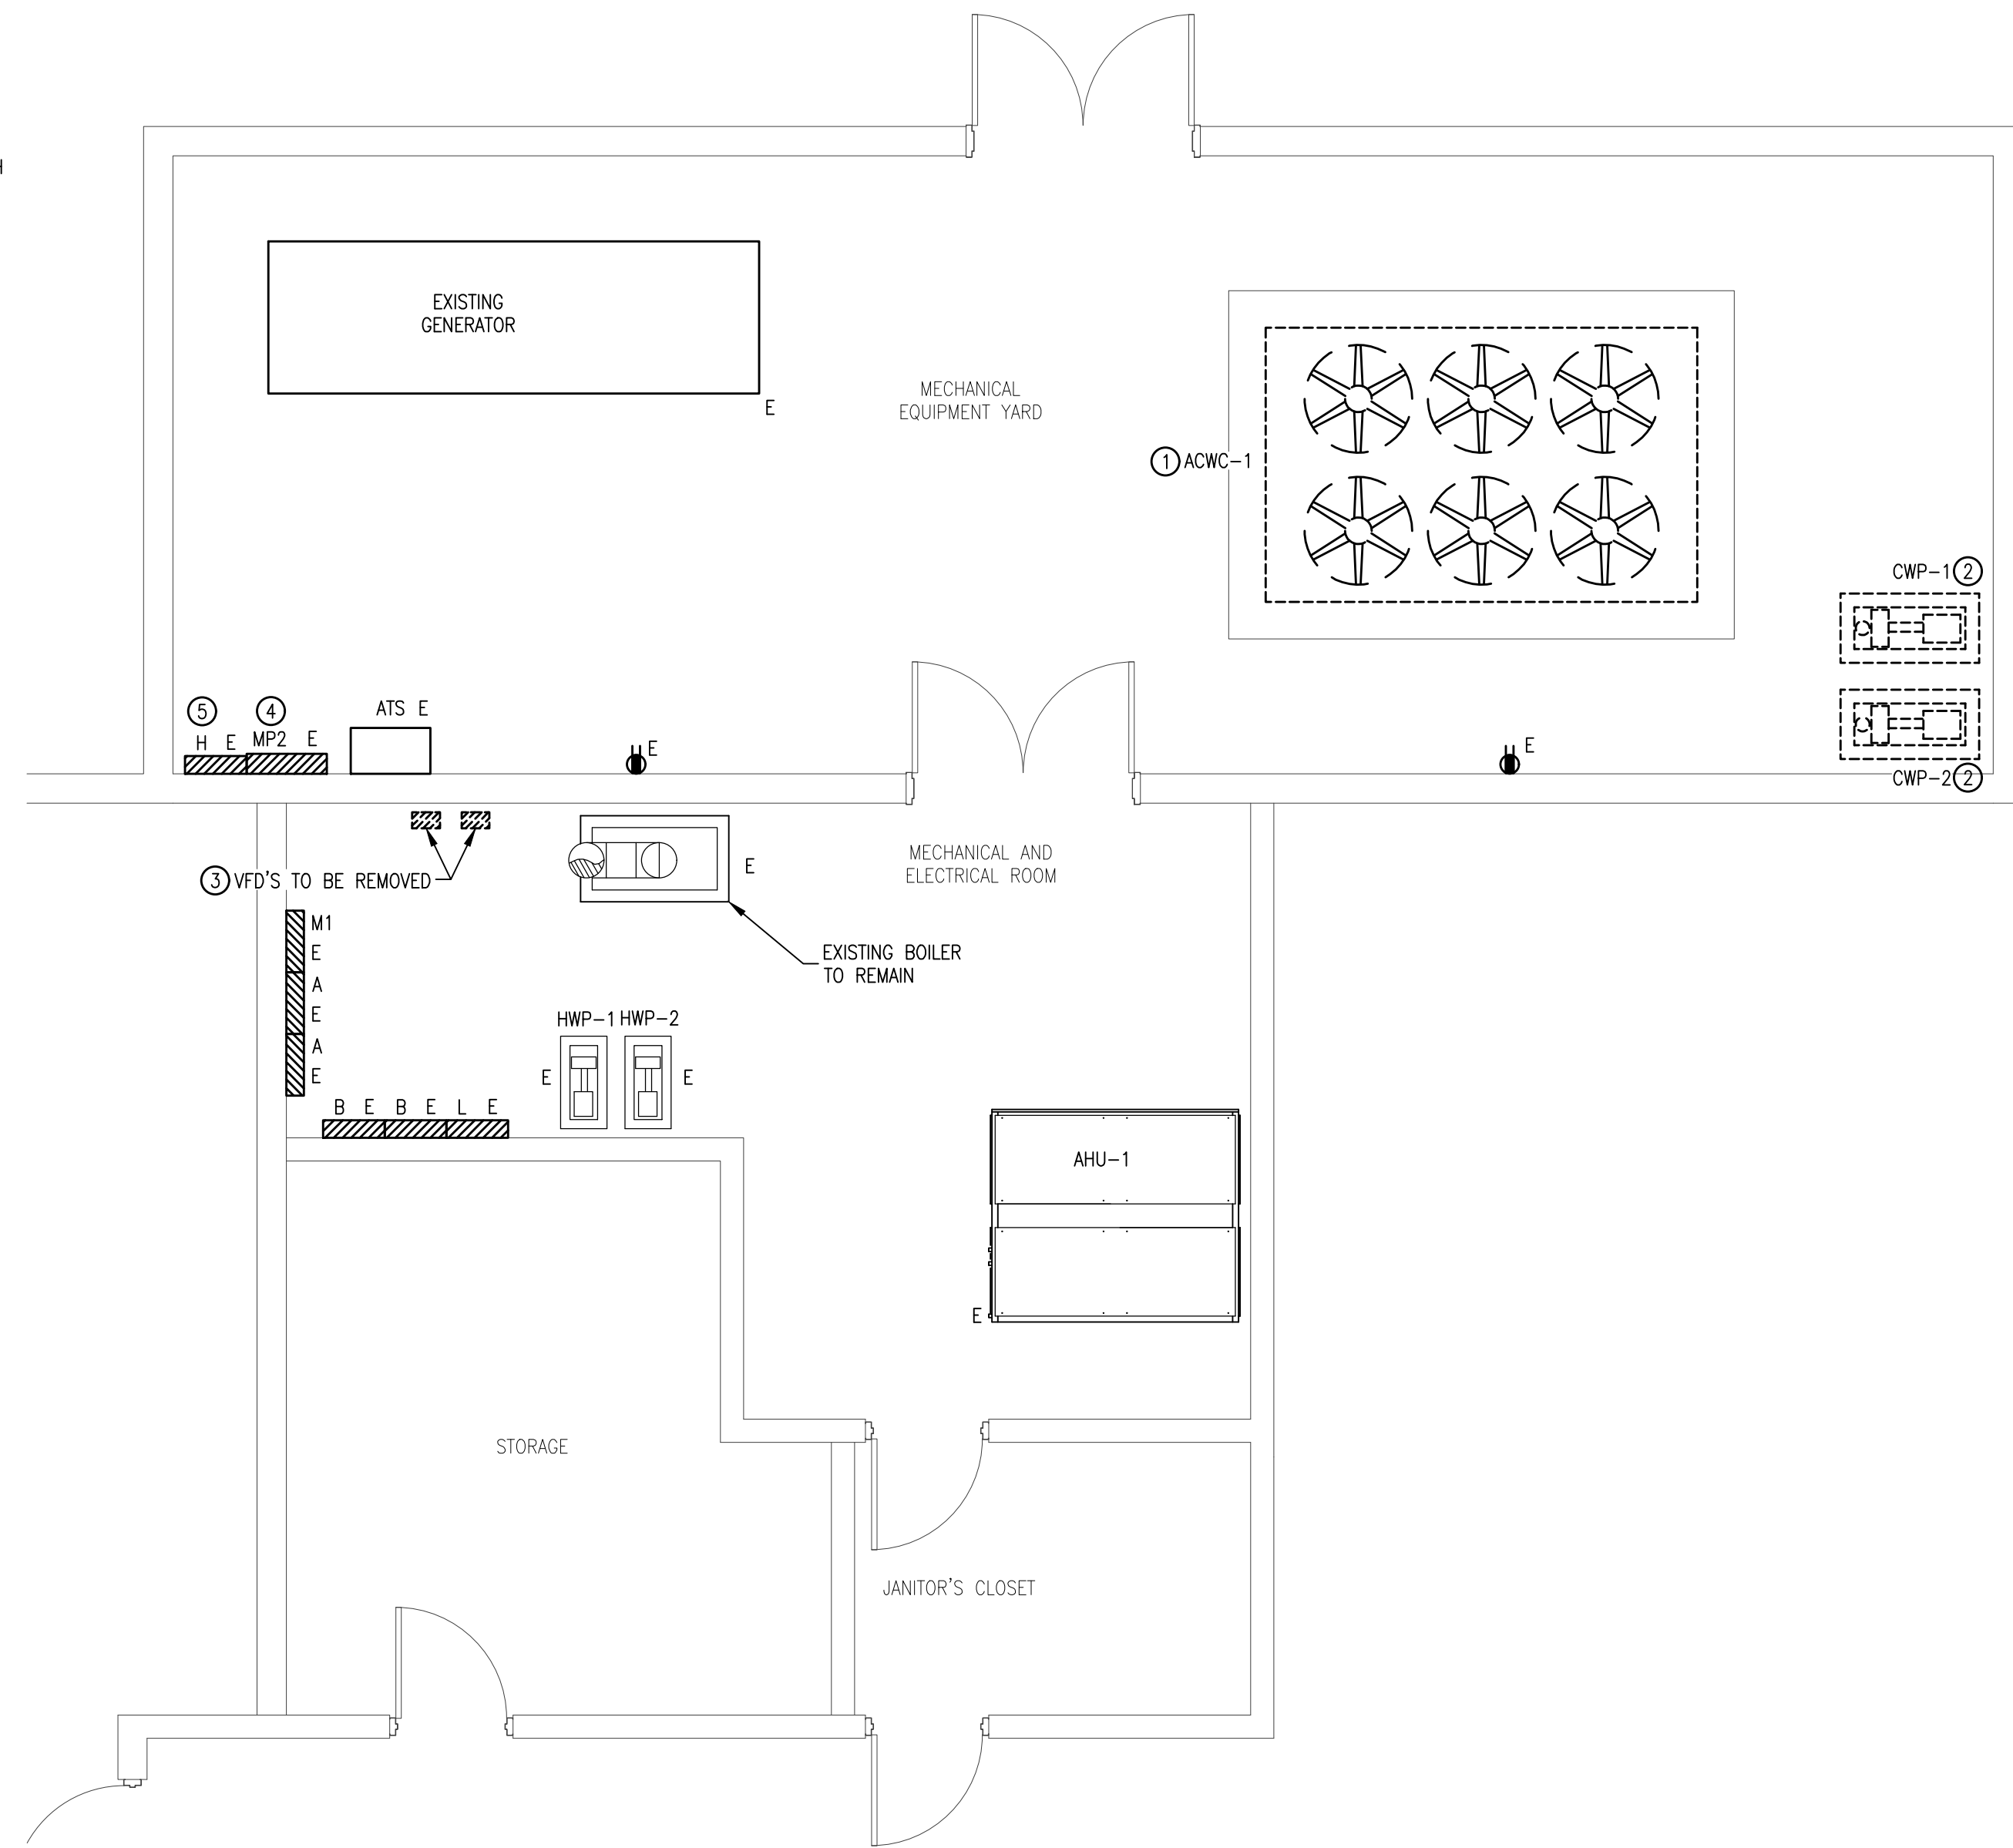 H
EXISTING
GENERATOR
E
MECHANICAL
EQUIPMENT YARD
1 ACWC-1
CWP-1 2
CWP-2 2
5
4
H E MP2 E
ATS E
E
E
3 VFD'S TO BE REMOVED
E
MECHANICAL AND
ELECTRICAL ROOM
EXISTING BOILER
TO REMAIN
M1
E
A
E
A
E
B E B E L E
HWP-1 HWP-2
E
E
AHU-1
E
STORAGE
JANITOR'S CLOSET